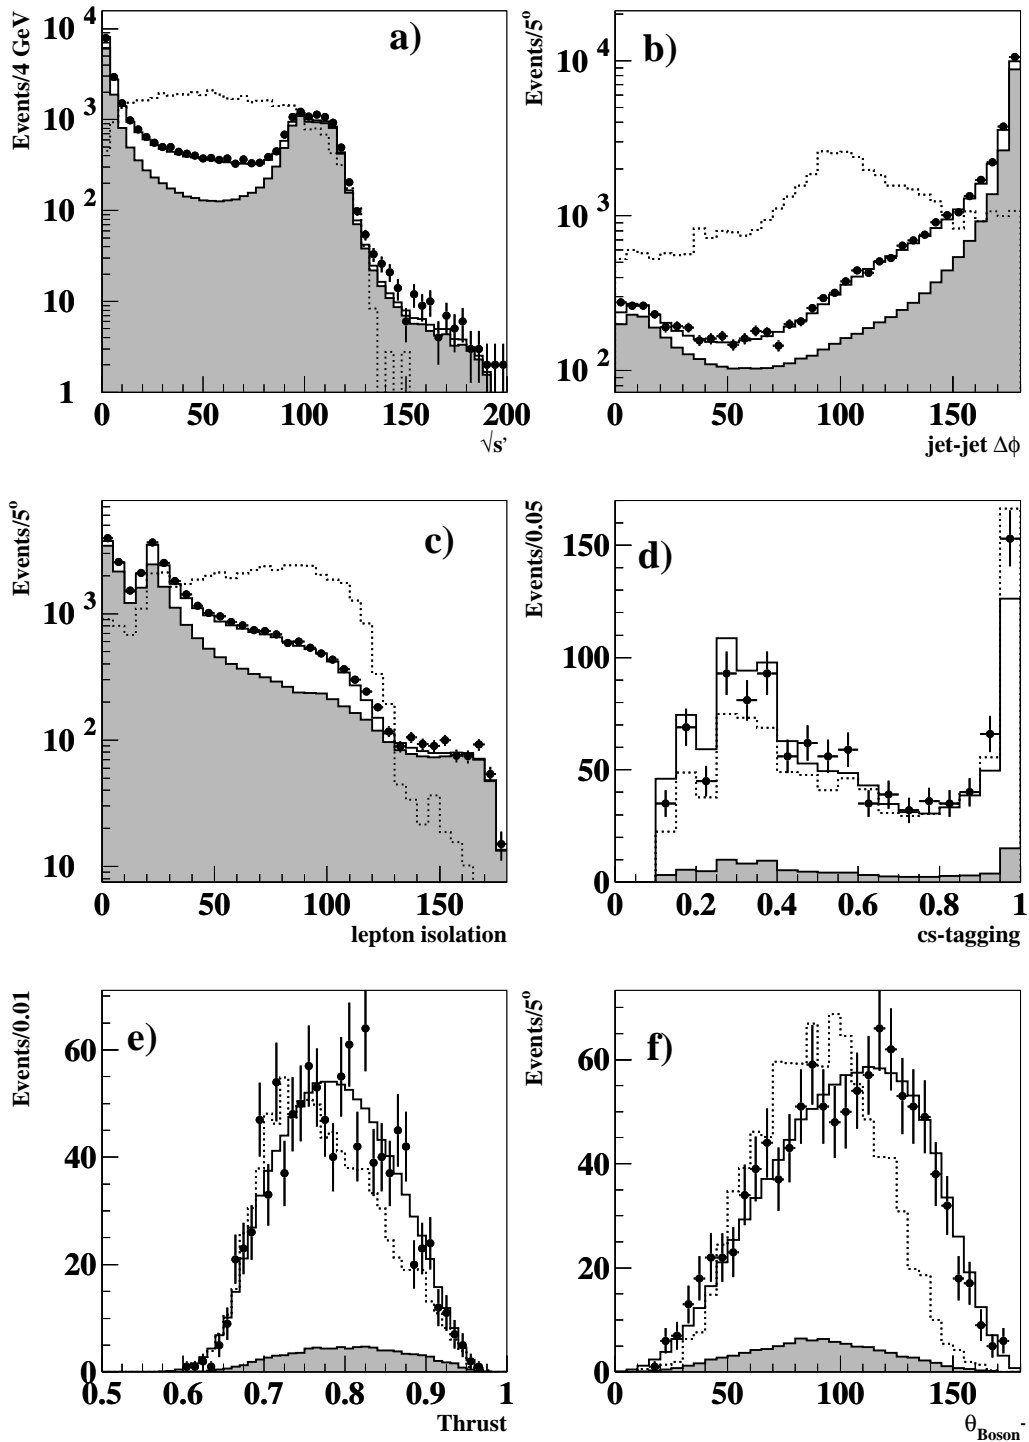 a)
Events/4 GeV
10 4
10 3
10 2
10
1
0 50 100 150 200
√s'
b)
Events/5°
10 4
10 3
10 2
0 50 100 150
jet-jet Δϕ
c)
Events/5°
10 3
10 2
10
0 50 100 150
lepton isolation
d)
Events/0.05
150
100
50
0
0 0.2 0.4 0.6 0.8 1
cs-tagging
e)
Events/0.01
60
40
20
0
0.5 0.6 0.7 0.8 0.9 1
Thrust
f)
Events/5°
60
40
20
0
0 50 100 150
θBoson-